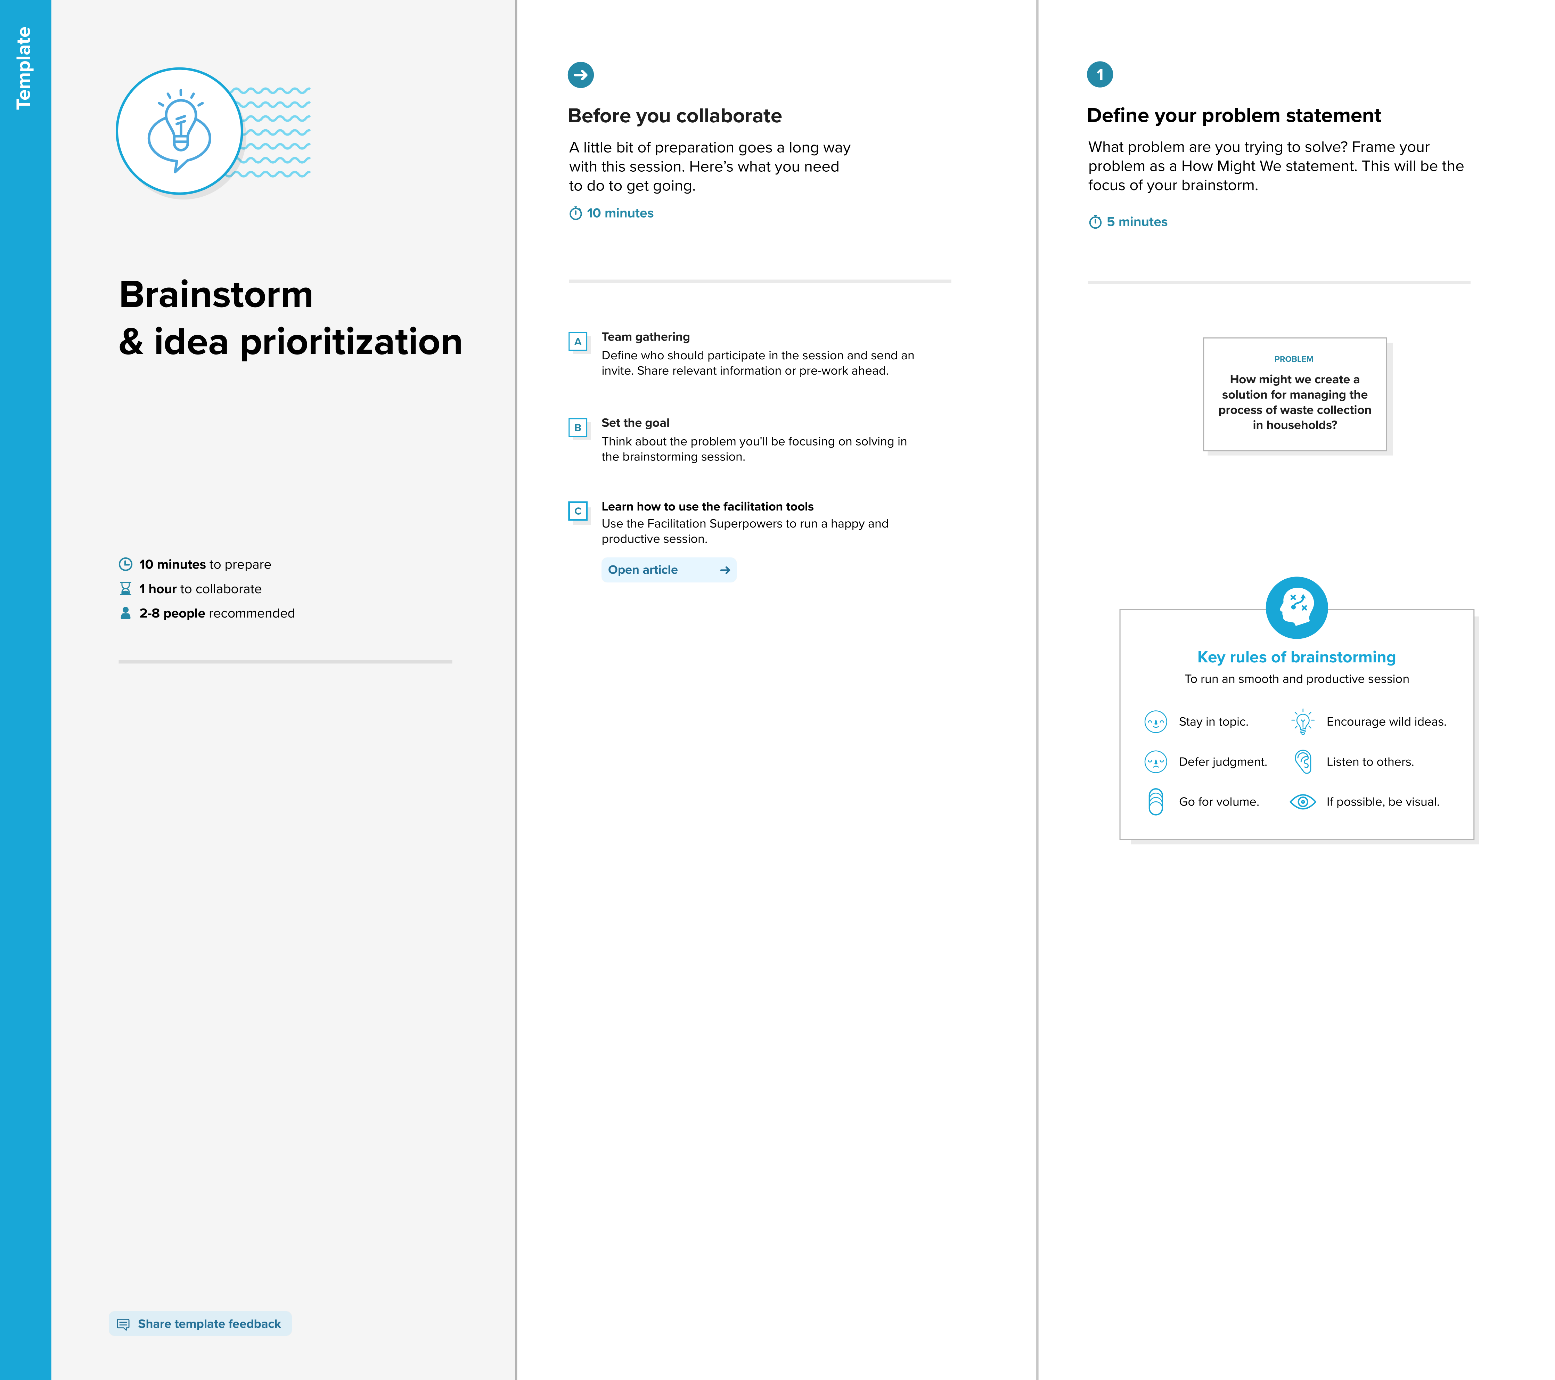 Template
Brainstorm
& idea prioritization
10 minutes to prepare
1 hour to collaborate
2-8 people recommended
Share template feedback
Before you collaborate
A little bit of preparation goes a long way
with this session. Here’s what you need
to do to get going.
10 minutes
A
Team gathering
Define who should participate in the session and send an
invite. Share relevant information or pre-work ahead.
B
Set the goal
Think about the problem you'll be focusing on solving in
the brainstorming session.
C
Learn how to use the facilitation tools
Use the Facilitation Superpowers to run a happy and
productive session.
Open article
1
Define your problem statement
What problem are you trying to solve? Frame your
problem as a How Might We statement. This will be the
focus of your brainstorm.
5 minutes
PROBLEM
How might we create a
solution for managing the
process of waste collection
in households?
Key rules of brainstorming
To run an smooth and productive session
Stay in topic.
Encourage wild ideas.
Defer judgment.
Listen to others.
Go for volume.
If possible, be visual.